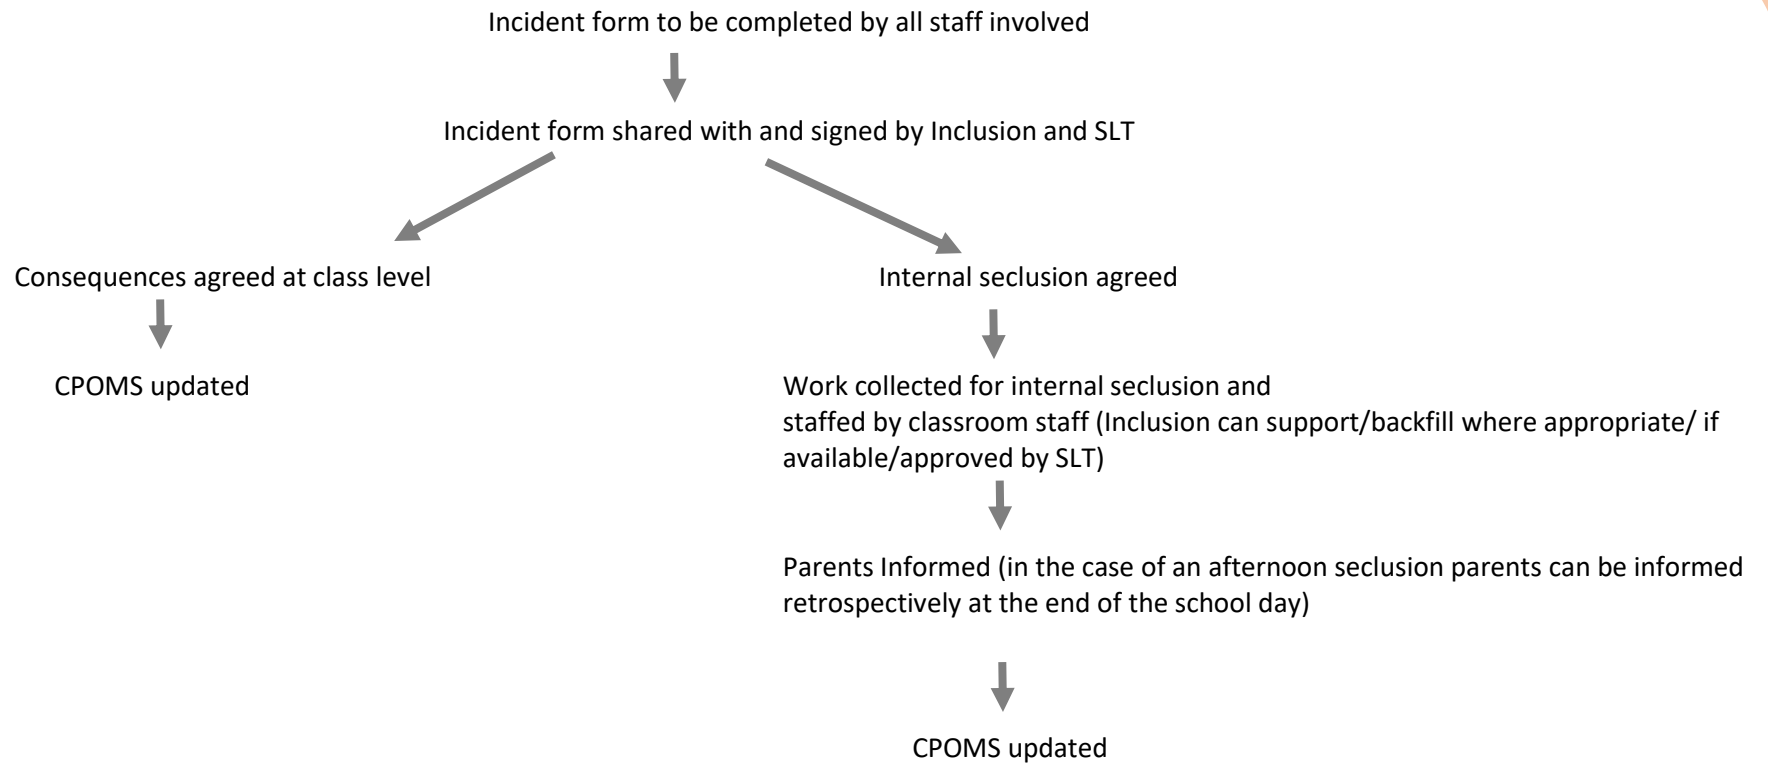 Incident form to be completed by all staff involved
Incident form shared with and signed by Inclusion and SLT
Consequences agreed at class level
Internal seclusion agreed
CPOMS updated
Work collected for internal seclusion and
staffed by classroom staff (Inclusion can support/backfill where appropriate/ if
available/approved by SLT)
Parents Informed (in the case of an afternoon seclusion parents can be informed
retrospectively at the end of the school day)
CPOMS updated